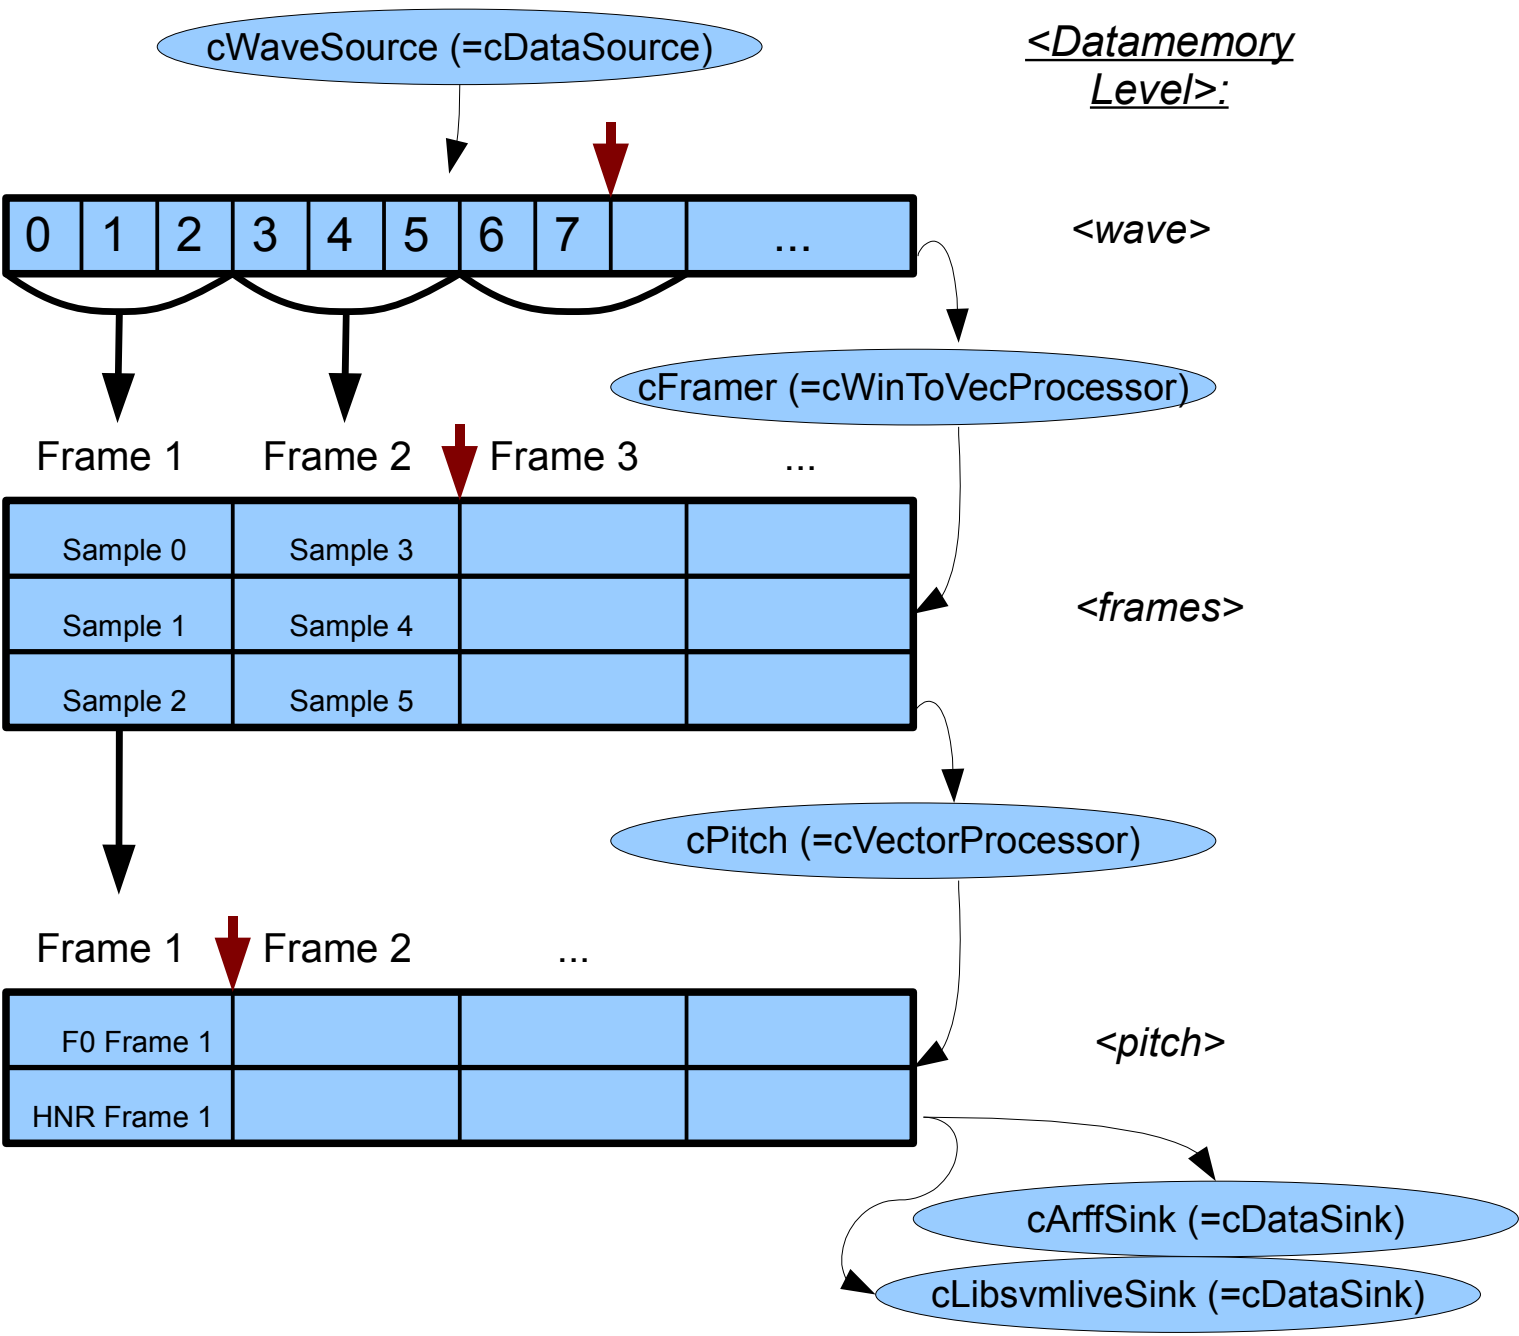 cWaveSource (=cDataSource)
<Datamemory
Level>:
0 1 2 3 4 5 6 7 ...
<wave>
cFramer (=cWinToVecProcessor)
Frame 1 Frame 2 Frame 3 ...
Sample 0 Sample 3
Sample 1 Sample 4
<frames>
Sample 2 Sample 5
cPitch (=cVectorProcessor)
Frame 1 Frame 2 ...
F0 Frame 1
<pitch>
HNR Frame 1
cArffSink (=cDataSink)
cLibsvmliveSink (=cDataSink)